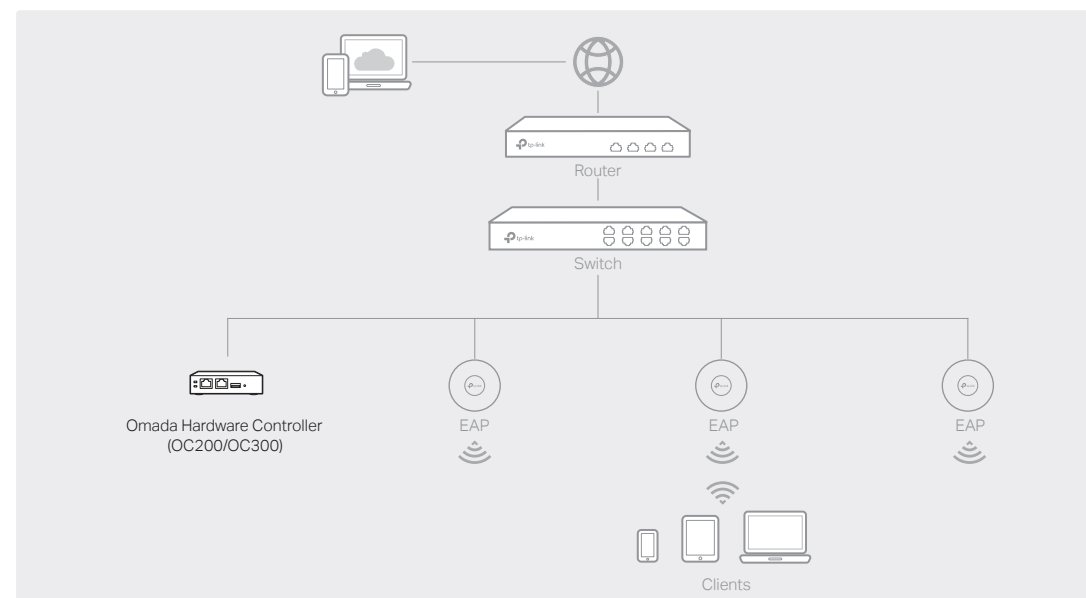 tp-link
Router
tp-link
Switch
Omada Hardware Controller
(OC200/OC300)
EAP
EAP
EAP
Clients